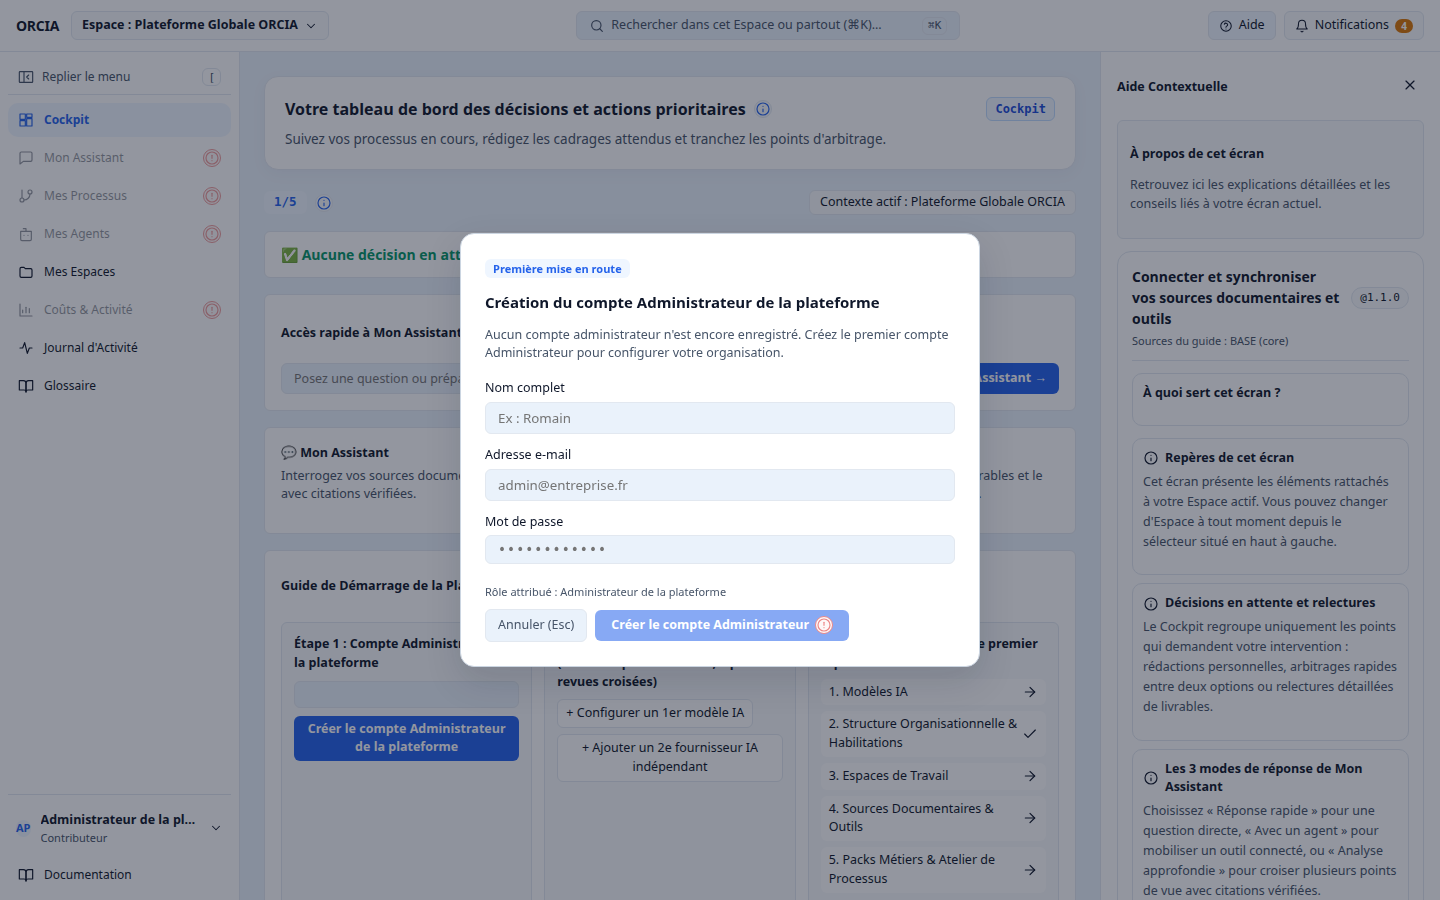 ORCIA
Espace : Plateforme Globale ORCIA
Rechercher dans cet Espace ou partout (⌘K)...
⌘K
Aide
Notifications
4
Replier le menu
[
Cockpit
Mon Assistant
Mes Processus
Mes Agents
Mes Espaces
Coûts & Activité
Journal d'Activité
Glossaire
AP
Administrateur de la pl...
Contributeur
Documentation
Votre tableau de bord des décisions et actions prioritaires
Cockpit
Suivez vos processus en cours, rédigez les cadrages attendus et tranchez les points d'arbitrage.
1/5
Contexte actif : Plateforme Globale ORCIA
✅ Aucune décision en att
Accès rapide à Mon Assistant
Posez une question ou prépa
Assistant →
💬 Mon Assistant
Interrogez vos sources docume
avec citations vérifiées.
rables et le
Guide de Démarrage de la Pla
Étape 1 : Compte Administr
la plateforme
Créer le compte Administrateur
de la plateforme
revues croisées)
+ Configurer un 1er modèle IA
+ Ajouter un 2e fournisseur IA
indépendant
e premier
1. Modèles IA
2. Structure Organisationnelle &
Habilitations
3. Espaces de Travail
4. Sources Documentaires &
Outils
5. Packs Métiers & Atelier de
Processus
Première mise en route
Création du compte Administrateur de la plateforme
Aucun compte administrateur n'est encore enregistré. Créez le premier compte
Administrateur pour configurer votre organisation.
Nom complet
Ex : Romain
Adresse e-mail
admin@entreprise.fr
Mot de passe
••••••••••••
Rôle attribué : Administrateur de la plateforme
Annuler (Esc)
Créer le compte Administrateur
Aide Contextuelle
À propos de cet écran
Retrouvez ici les explications détaillées et les
conseils liés à votre écran actuel.
Connecter et synchroniser
vos sources documentaires et
outils
@1.1.0
Sources du guide : BASE (core)
À quoi sert cet écran ?
Repères de cet écran
Cet écran présente les éléments rattachés
à votre Espace actif. Vous pouvez changer
d'Espace à tout moment depuis le
sélecteur situé en haut à gauche.
Décisions en attente et relectures
Le Cockpit regroupe uniquement les points
qui demandent votre intervention :
rédactions personnelles, arbitrages rapides
entre deux options ou relectures détaillées
de livrables.
Les 3 modes de réponse de Mon
Assistant
Choisissez « Réponse rapide » pour une
question directe, « Avec un agent » pour
mobiliser un outil connecté, ou « Analyse
approfondie » pour croiser plusieurs points
de vue avec citations vérifiées.